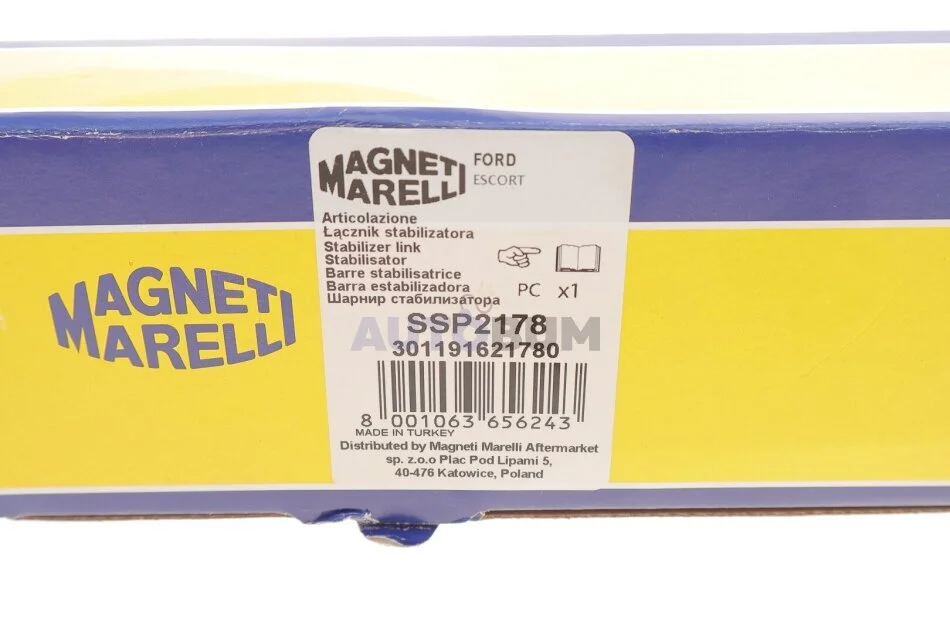 MAGNETI
MARELLI
FORD
ESCORT
Articolazione
Łącznik stabilizatora
Stabilizer link
Stabilisator
Barre stabilisatrice
Barra estabilizadora
Шарнир стабилизатора
PC x1
SSP2178
AUTOBUM
301191621780
8 001063 656243
MADE IN TURKEY
Distributed by Magneti Marelli Aftermarket
sp. z.o.o Plac Pod Lipami 5,
40-476 Katowice, Poland
MAGNETI
MARELLI